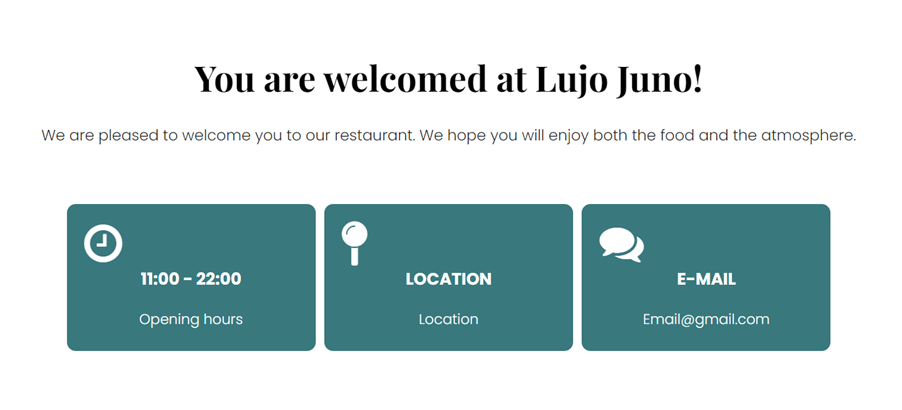 You are welcomed at Lujo Juno!
We are pleased to welcome you to our restaurant. We hope you will enjoy both the food and the atmosphere.
11:00 - 22:00
Opening hours
LOCATION
Location
E-MAIL
Email@gmail.com